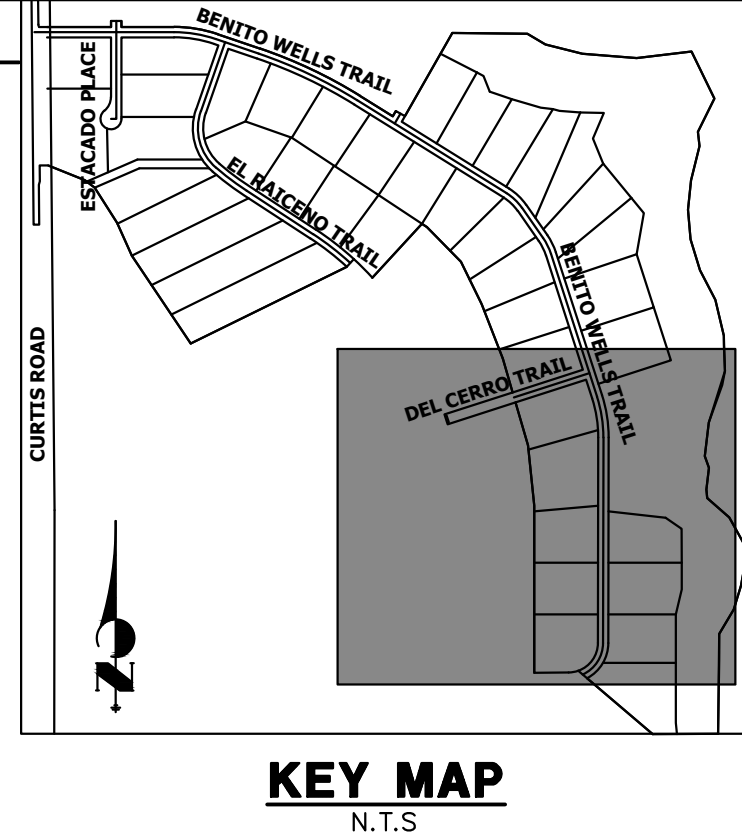 BENITO WELLS TRAIL
ESTACADO PLACE
EL RAICENO TRAIL
BENITO WELLS TRAIL
DEL CERRO TRAIL
CURTIS ROAD
N
KEY MAP
N.T.S